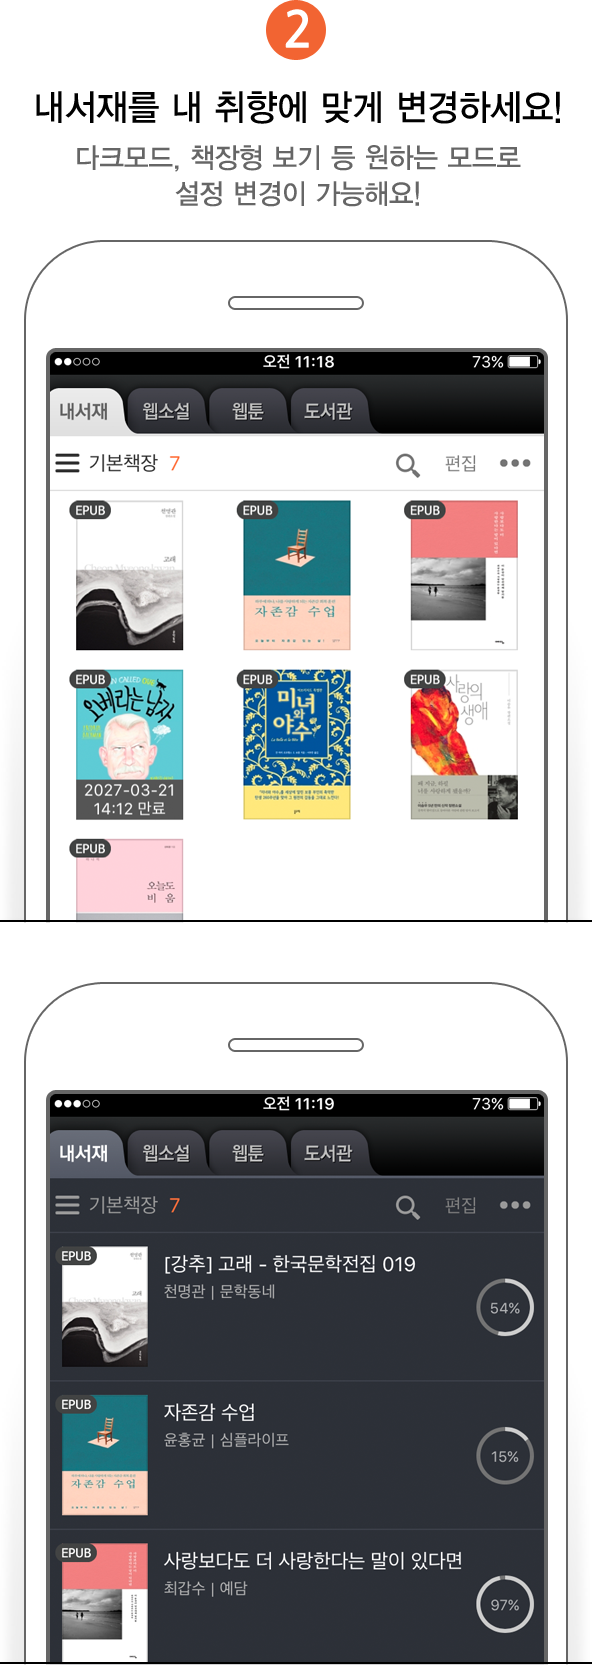 2
내서재를 내 취향에 맞게 변경하세요!
다크모드, 책장형 보기 등 원하는 모드로
설정 변경이 가능해요!
오전 11:18
73%
내서재
웹소설
웹툰
도서관
기본책장 7
편집
EPUB
천명관
고래
EPUB
자존감 수업
EPUB
EPUB
오베라는 남자
2027-03-21
14:12 만료
EPUB
미녀
와
야수
EPUB
사랑의
생애
EPUB
오늘도
비움
오전 11:19
73%
내서재
웹소설
웹툰
도서관
기본책장 7
편집
EPUB
고래
[강추] 고래 - 한국문학전집 019
천명관 | 문학동네
54%
EPUB
자존감 수업
자존감 수업
윤홍균 | 심플라이프
15%
EPUB
사랑보다도 더 사랑한다는 말이 있다면
최갑수 | 예담
97%